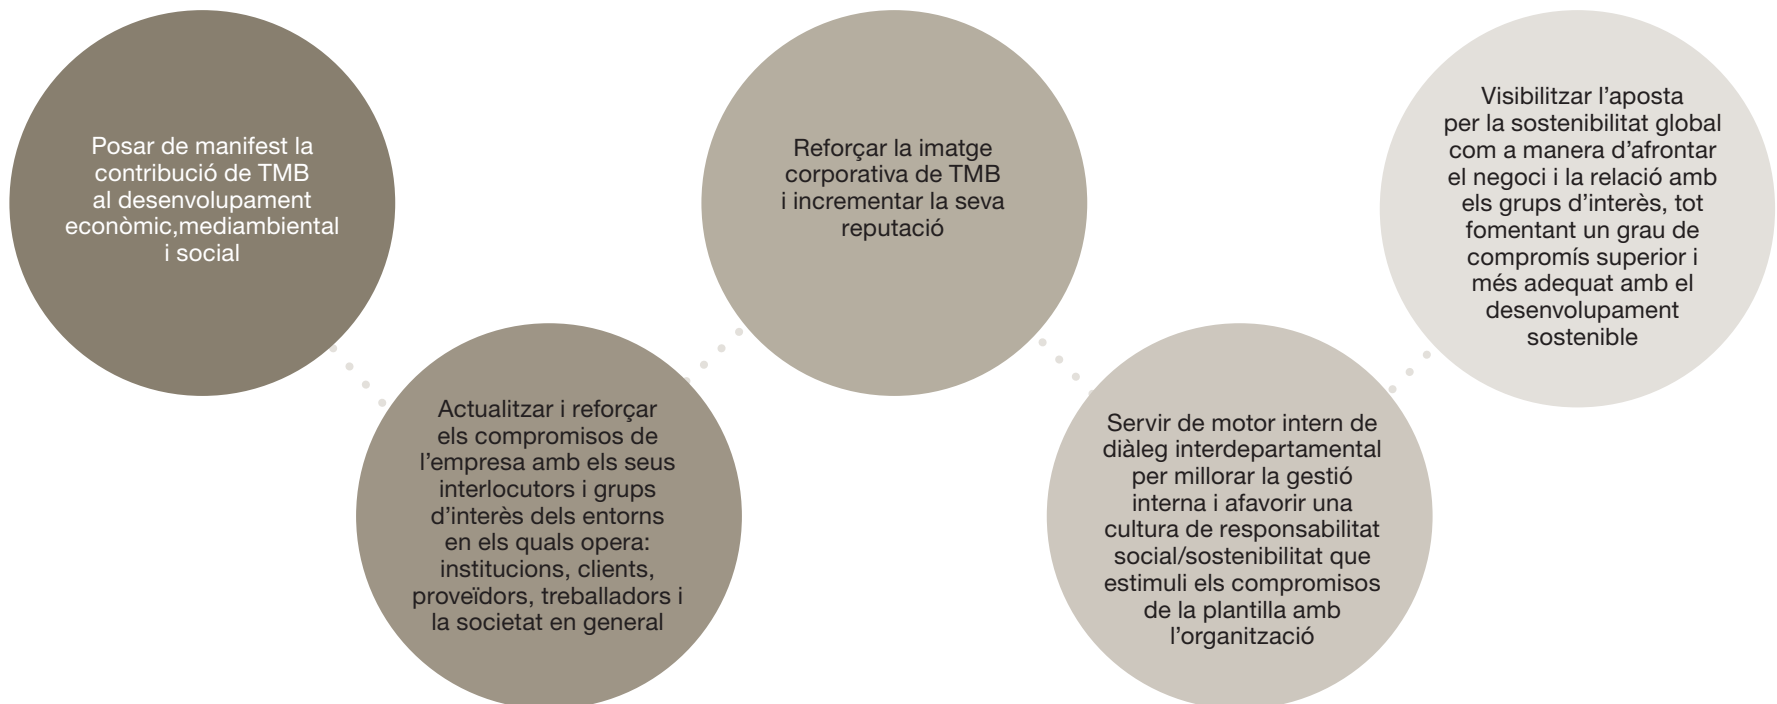 Posar de manifest la
contribució de TMB
al desenvolupament
econòmic,mediambiental
i social
Actualitzar i reforçar
els compromisos de
l’empresa amb els seus
interlocutors i grups
d’interès dels entorns
en els quals opera:
institucions, clients,
proveïdors, treballadors i
la societat en general
Reforçar la imatge
corporativa de TMB
i incrementar la seva
reputació
Servir de motor intern de
diàleg interdepartamental
per millorar la gestió
interna i afavorir una
cultura de responsabilitat
social/sostenibilitat que
estimuli els compromisos
de la plantilla amb
l’organització
Visibilitzar l’aposta
per la sostenibilitat global
com a manera d’afrontar
el negoci i la relació amb
els grups d’interès, tot
fomentant un grau de
compromís superior i
més adequat amb el
desenvolupament
sostenible